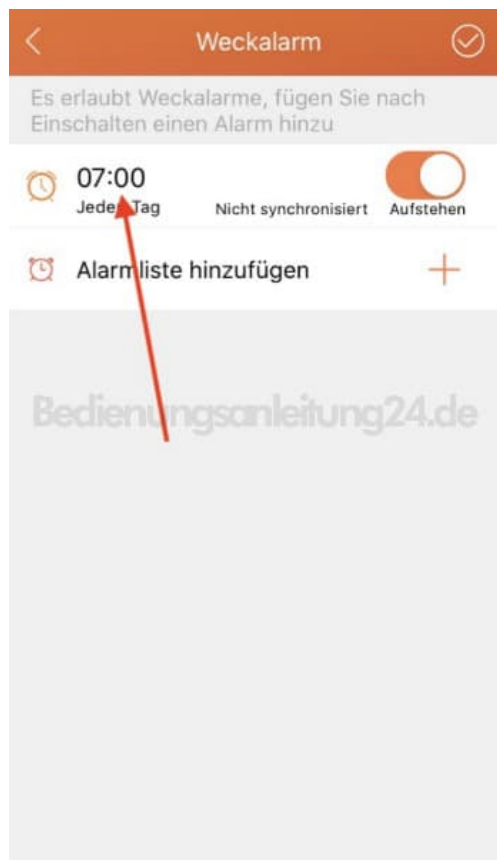 Weckalarm
Es erlaubt Weckalarme, fügen Sie nach
Einschalten einen Alarm hinzu
07:00
Jeden Tag Nicht synchronisiert Aufstehen
Alarmliste hinzufügen
Bedienungsanleitung24.de